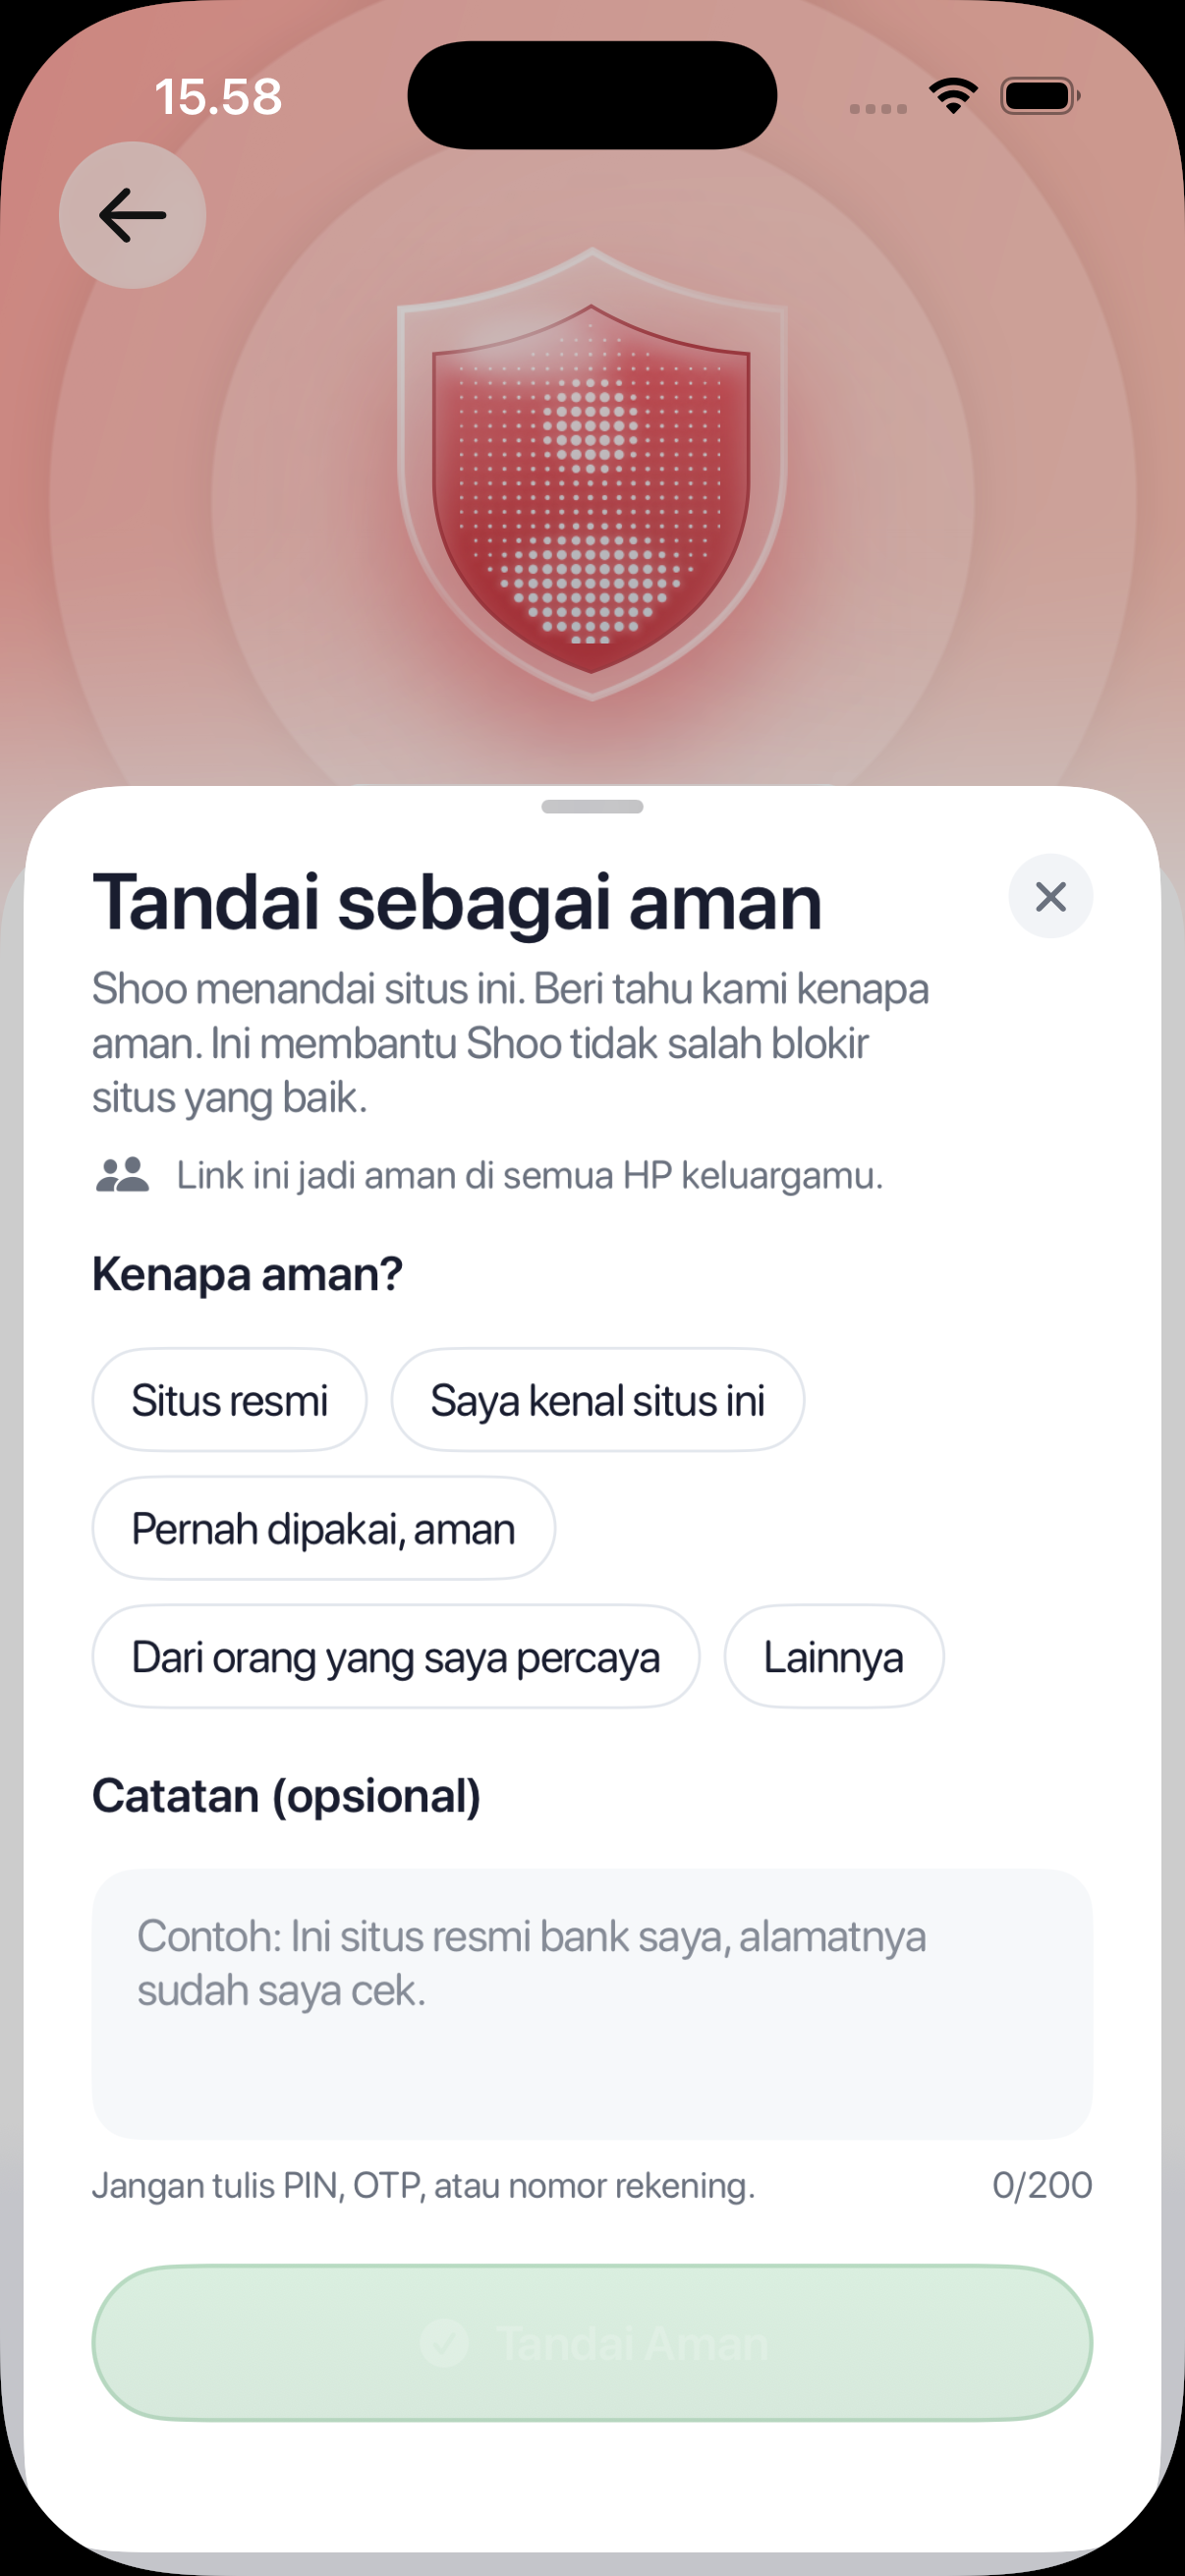 15.58
Tandai sebagai aman
Shoo menandai situs ini. Beri tahu kami kenapa
aman. Ini membantu Shoo tidak salah blokir
situs yang baik.
Link ini jadi aman di semua HP keluargamu.
Kenapa aman?
Situs resmi
Saya kenal situs ini
Pernah dipakai, aman
Dari orang yang saya percaya
Lainnya
Catatan (opsional)
Contoh: Ini situs resmi bank saya, alamatnya
sudah saya cek.
Jangan tulis PIN, OTP, atau nomor rekening.
0/200
Tandai Aman